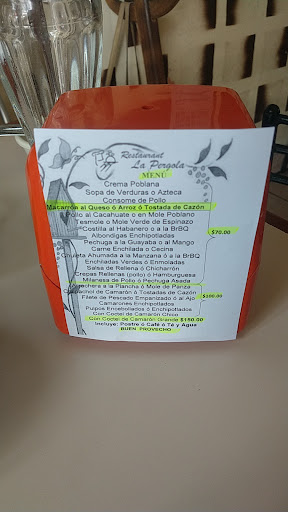 Restaurant
La Pergola
MENÚ
Crema Poblana
Sopa de Verduras o Azteca
Consome de Pollo
Macarrón al Queso ó Arroz ó Tostada de Cazón
Pollo al Cacahuate o en Mole Poblano
Tesmole o Mole Verde de Espinazo
Costilla al Habanero o a la BrBQ
$70.00
Albondigas Enchipotladas
Pechuga a la Guayaba o al Mango
Carne Enchilada o Cecina
Chuleta Ahumada a la Manzana ó a la BrBQ
Enchiladas Verdes ó Enmoladas
Salsa de Rellena ó Chicharrón
Crepas Rellenas (pollo) o Hamburguesa
Milanesa de Pollo ó Pechuga Asada
a la Plancha ó Mole de Panza
de Camarón ó Tostadas de Cazón
Filete de Pescado Empanizado ó al Ajo
$100.00
Camarones Enchipotlados
Pulpos Encebollados ó Enchipotlados
Con Coctel de Camarón Chico
Con Coctel de Camarón Grande $150.00
Incluye: Postre ó Café ó Té y Agua
BUEN PROVECHO